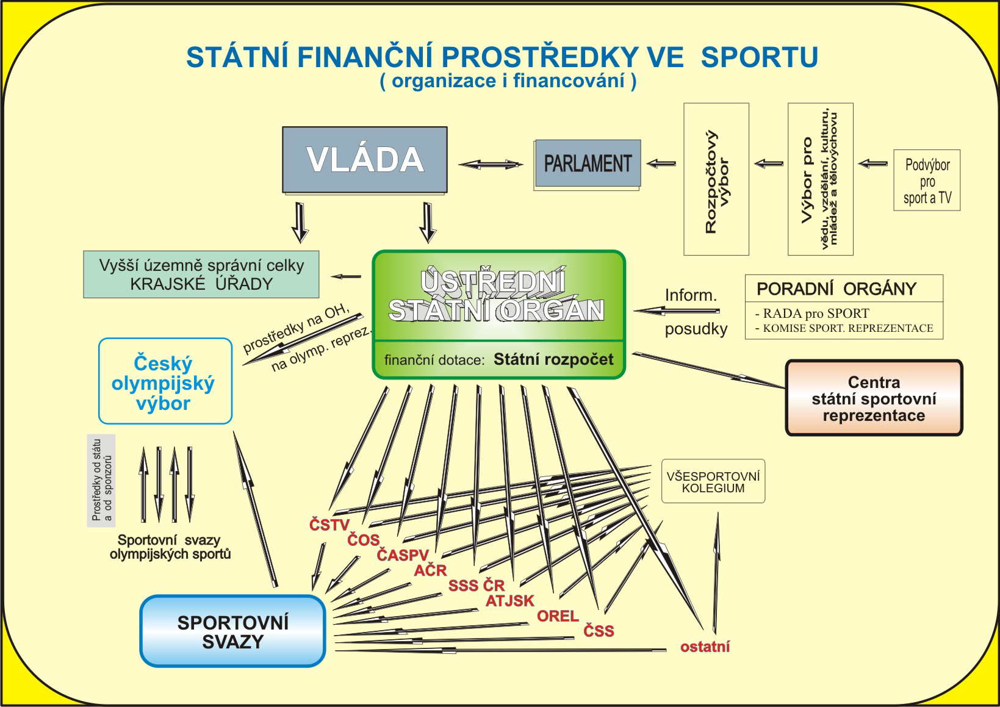 STÁTNÍ FINANČNÍ PROSTŘEDKY VE SPORTU
( organizace i financování )
VLÁDA
PARLAMENT
Rozpočtový
výbor
Výbor pro
vědu, vzdělání, kulturu,
mládež a tělovýchovu
Podvýbor
pro
sport a TV
Vyšší územně správní celky
KRAJSKÉ ÚŘADY
ÚSTŘEDNÍ
STÁTNÍ ORGÁN
finanční dotace: Státní rozpočet
Inform.
posudky
PORADNÍ ORGÁNY
- RADA pro SPORT
- KOMISE SPORT. REPREZENTACE
prostředky na OH,
na olymp. reprez.
Český
olympijský
výbor
Centra
státní sportovní
reprezentace
Prostředky od státu
a od sponzorů
Sportovní svazy
olympijských sportů
VŠESPORTOVNÍ
KOLEGIUM
ČSTV
ČOS
ČASPV
AČR
SSS ČR
ATJSK
OREL
ČSS
ostatní
SPORTOVNÍ
SVAZY